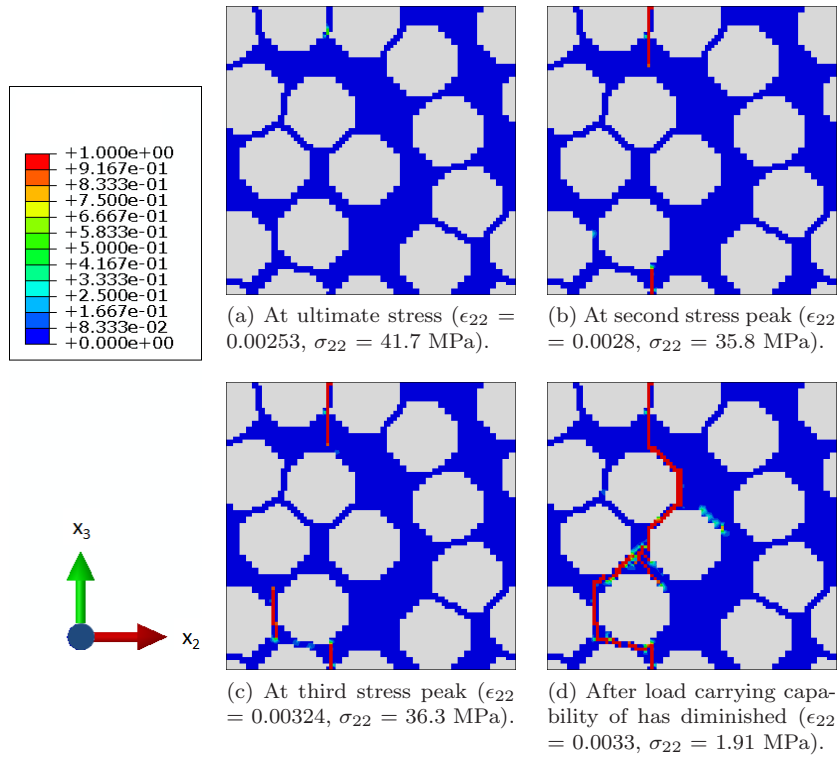 +1.000e+00
+9.167e-01
+8.333e-01
+7.500e-01
+6.667e-01
+5.833e-01
+5.000e-01
+4.167e-01
+3.333e-01
+2.500e-01
+1.667e-01
+8.333e-02
+0.000e+00
(a) At ultimate stress (ϵ22 =
0.00253, σ22 = 41.7 MPa).
(b) At second stress peak (ϵ22
= 0.0028, σ22 = 35.8 MPa).
x3
x2
(c) At third stress peak (ϵ22
= 0.00324, σ22 = 36.3 MPa).
(d) After load carrying capa-
bility of has diminished (ϵ22
= 0.0033, σ22 = 1.91 MPa).